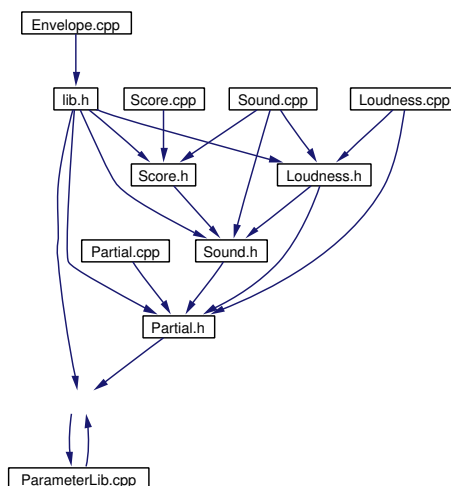 Envelope.cpp
lib.h
Score.cpp
Sound.cpp
Loudness.cpp
Score.h
Loudness.h
Partial.cpp
Sound.h
Partial.h
ParameterLib.cpp